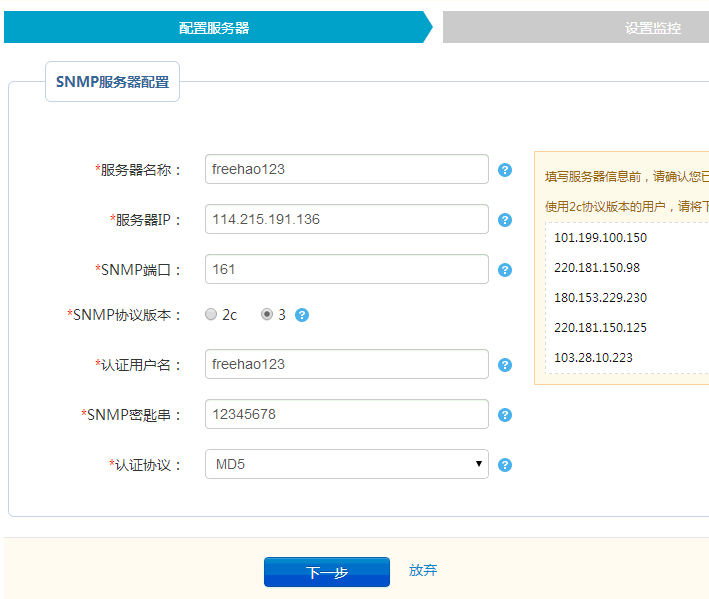 配置服务器
设置监控
SNMP服务器配置
*服务器名称： freehao123 ?
*服务器IP： 114.215.191.136 ?
*SNMP端口： 161 ?
*SNMP协议版本： 2c 3 ?
*认证用户名： freehao123 ?
*SNMP密匙串： 12345678 ?
*认证协议： MD5 ?
填写服务器信息前，请确认您已
使用2c协议版本的用户，请将下
101.199.100.150
220.181.150.98
180.153.229.230
220.181.150.125
103.28.10.223
下一步 放弃